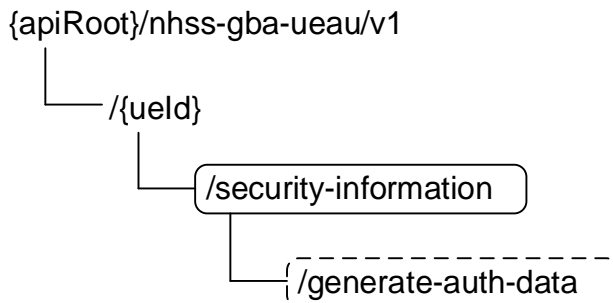 {apiRoot}/nhss-gba-ueau/v1
/{ueId}
/security-information
/generate-auth-data